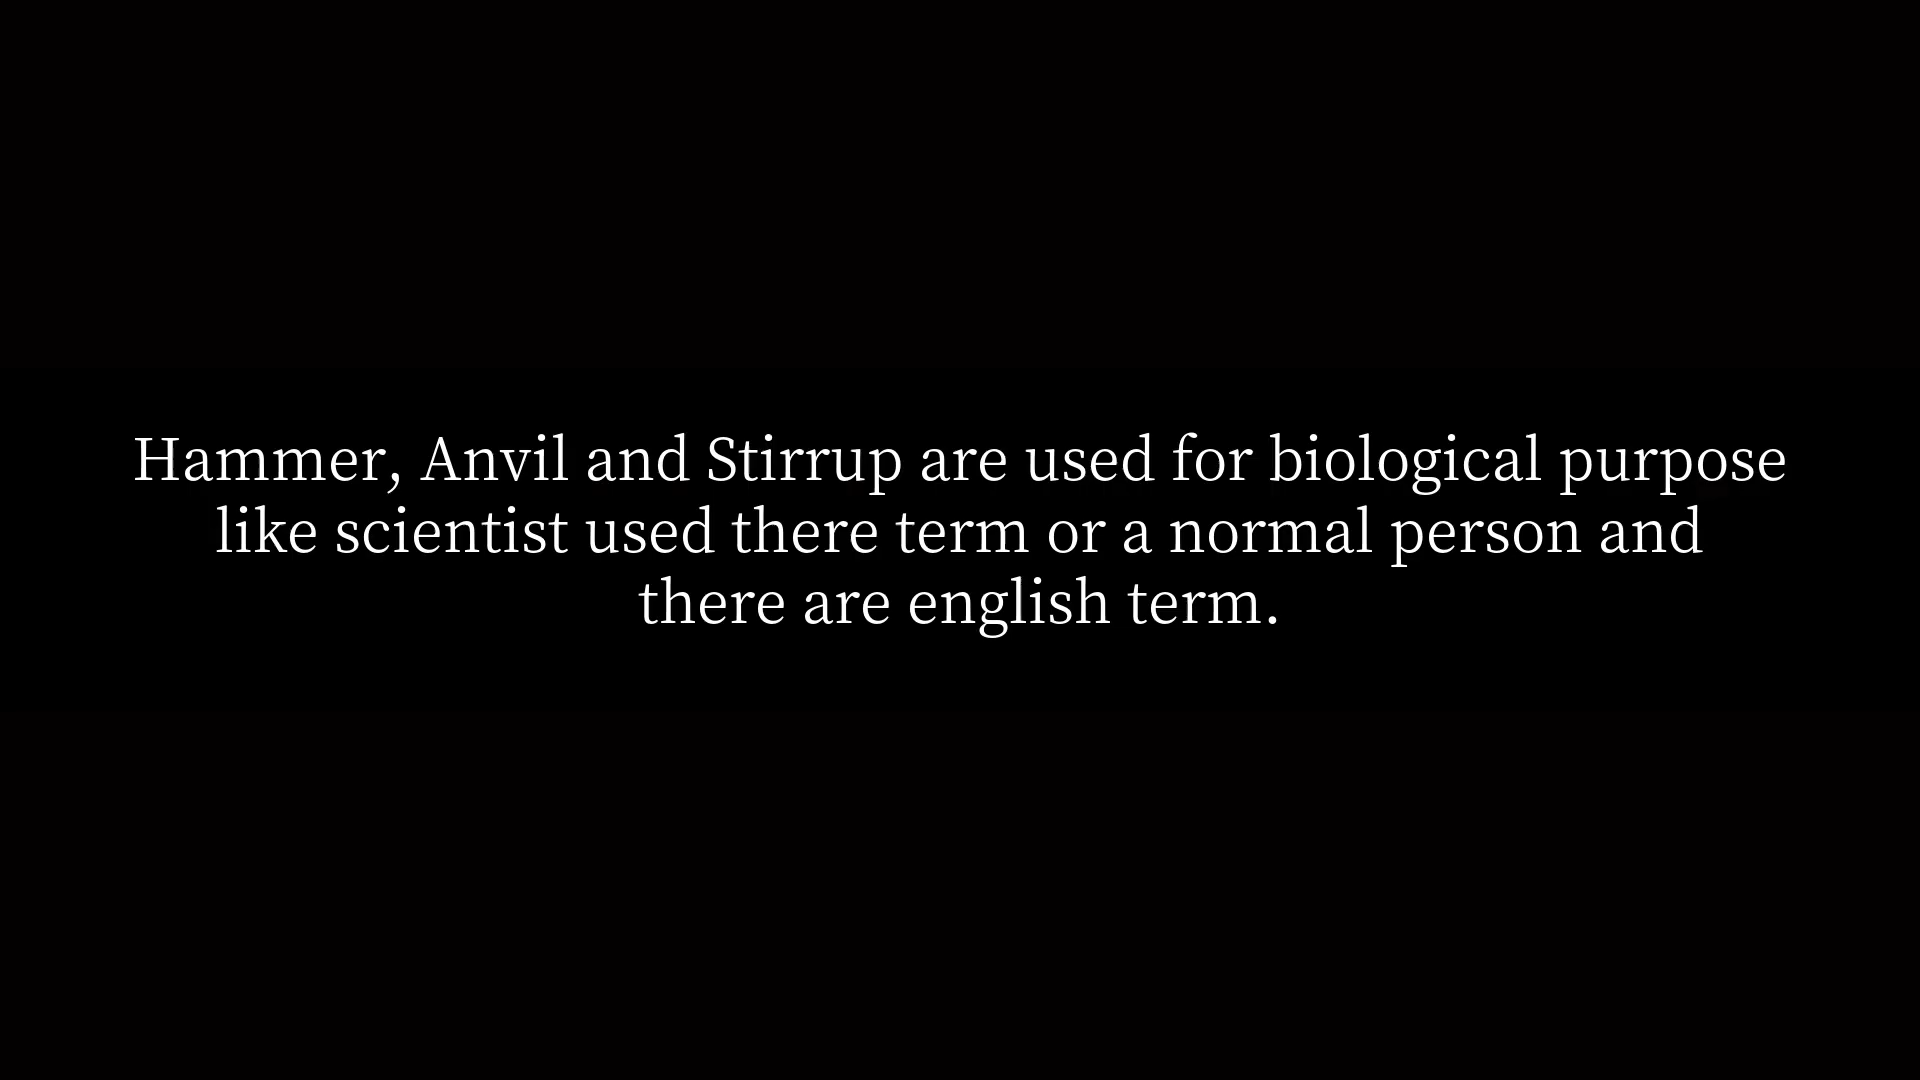 Hammer, Anvil and Stirrup are used for biological purpose
like scientist used there term or a normal person and
there are english term.